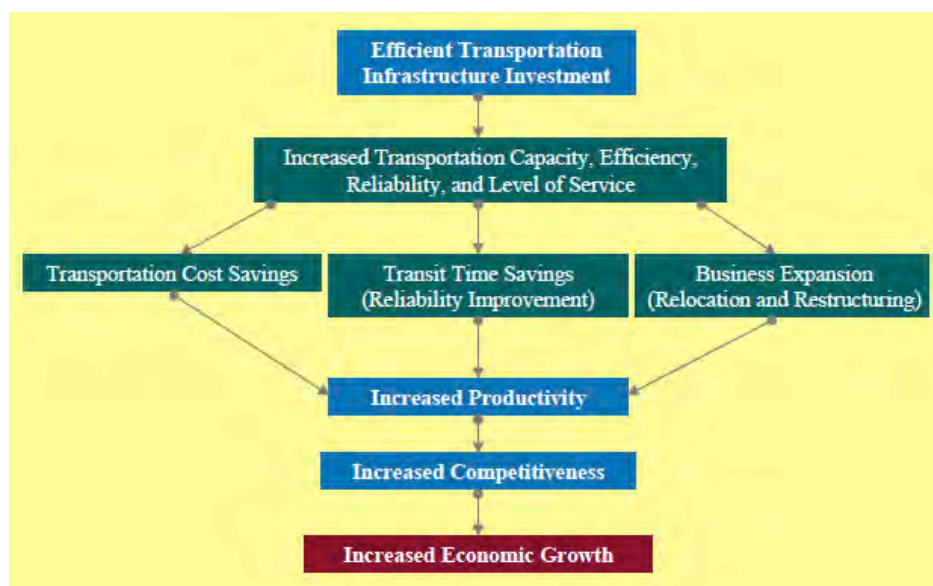 Efficient Transportation
Infrastructure Investment
Increased Transportation Capacity, Efficiency,
Reliability, and Level of Service
Transportation Cost Savings
Transit Time Savings
(Reliability Improvement)
Business Expansion
(Relocation and Restructuring)
Increased Productivity
Increased Competitiveness
Increased Economic Growth